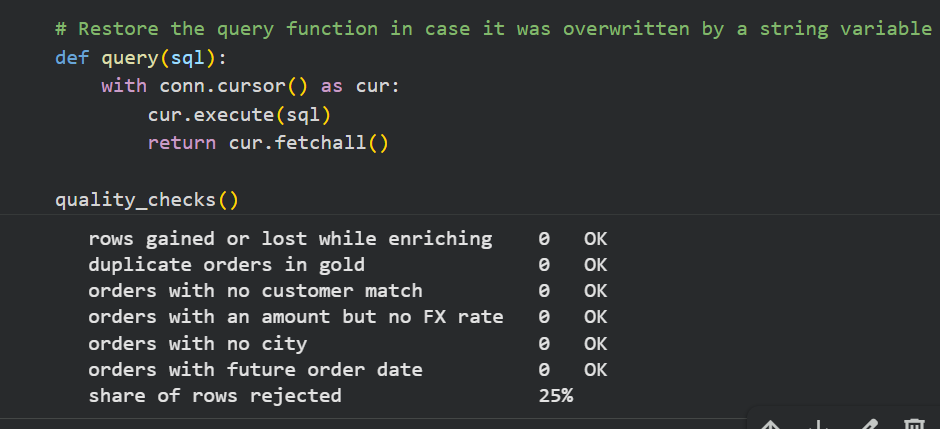 # Restore the query function in case it was overwritten by a string variable
def query(sql):
    with conn.cursor() as cur:
        cur.execute(sql)
        return cur.fetchall()

quality_checks()
rows gained or lost while enriching    0   OK
duplicate orders in gold               0   OK
orders with no customer match          0   OK
orders with an amount but no FX rate   0   OK
orders with no city                    0   OK
orders with future order date          0   OK
share of rows rejected                 25%